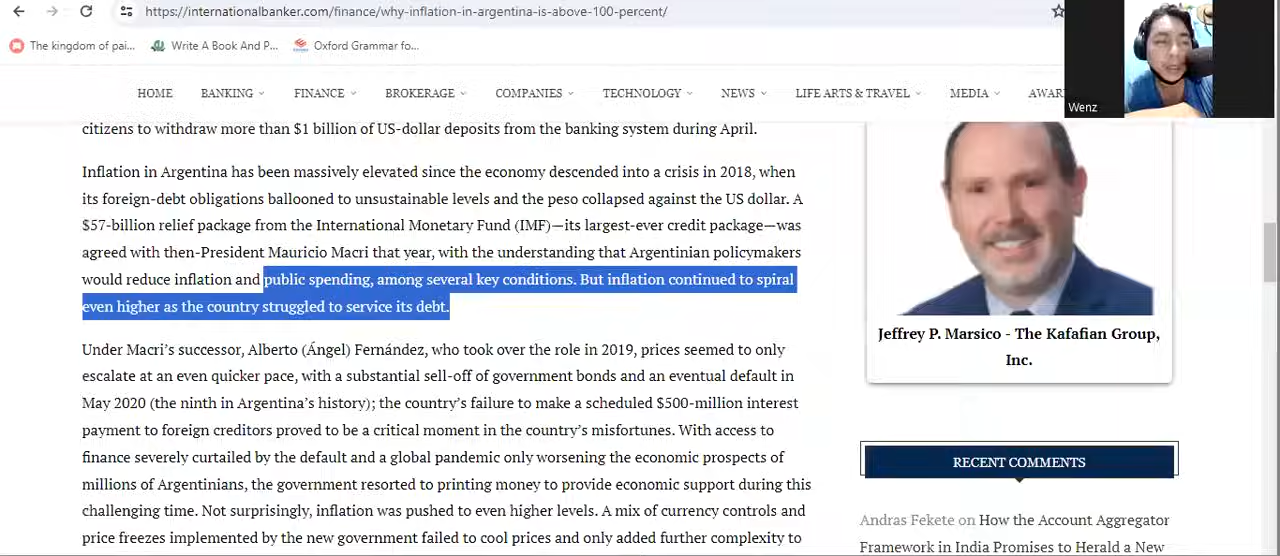 https://internationalbanker.com/finance/why-inflation-in-argentina-is-above-100-percent/
The kingdom of pai...
Write A Book And P...
Oxford Grammar fo...
Wenz
HOME
BANKING
FINANCE
BROKERAGE
COMPANIES
TECHNOLOGY
NEWS
LIFE ARTS & TRAVEL
MEDIA
AWAR
citizens to withdraw more than $1 billion of US-dollar deposits from the banking system during April.
Inflation in Argentina has been massively elevated since the economy descended into a crisis in 2018, when
its foreign-debt obligations ballooned to unsustainable levels and the peso collapsed against the US dollar. A
$57-billion relief package from the International Monetary Fund (IMF)—its largest-ever credit package—was
agreed with then-President Mauricio Macri that year, with the understanding that Argentinian policymakers
would reduce inflation and public spending, among several key conditions. But inflation continued to spiral
even higher as the country struggled to service its debt.
Under Macri's successor, Alberto (Ángel) Fernández, who took over the role in 2019, prices seemed to only
escalate at an even quicker pace, with a substantial sell-off of government bonds and an eventual default in
May 2020 (the ninth in Argentina's history); the country's failure to make a scheduled $500-million interest
payment to foreign creditors proved to be a critical moment in the country's misfortunes. With access to
finance severely curtailed by the default and a global pandemic only worsening the economic prospects of
millions of Argentinians, the government resorted to printing money to provide economic support during this
challenging time. Not surprisingly, inflation was pushed to even higher levels. A mix of currency controls and
price freezes implemented by the new government failed to cool prices and only added further complexity to
Jeffrey P. Marsico - The Kafafian Group,
Inc.
RECENT COMMENTS
Andras Fekete on How the Account Aggregator
Framework in India Promises to Herald a New